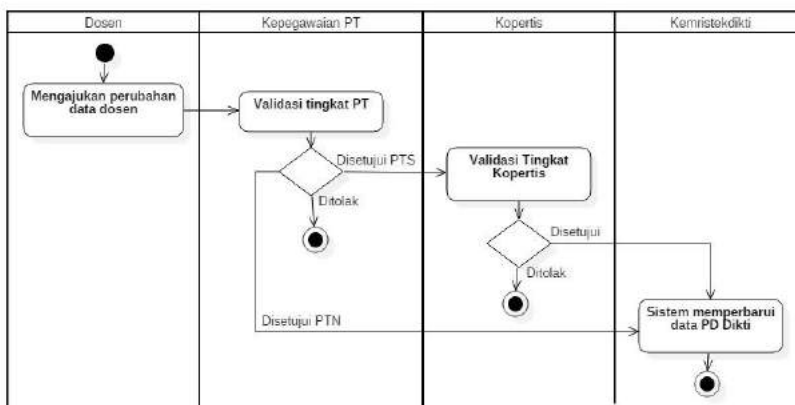 Dosen
Kepegawaian PT
Kopertis
Kemristekdikti
Mengajukan perubahan
data dosen
Validasi tingkat PT
Disetujui PTS
Validasi Tingkat
Kopertis
Ditolak
Disetujui
Ditolak
Disetujui PTN
Sistem memperbarui
data PD Dikti